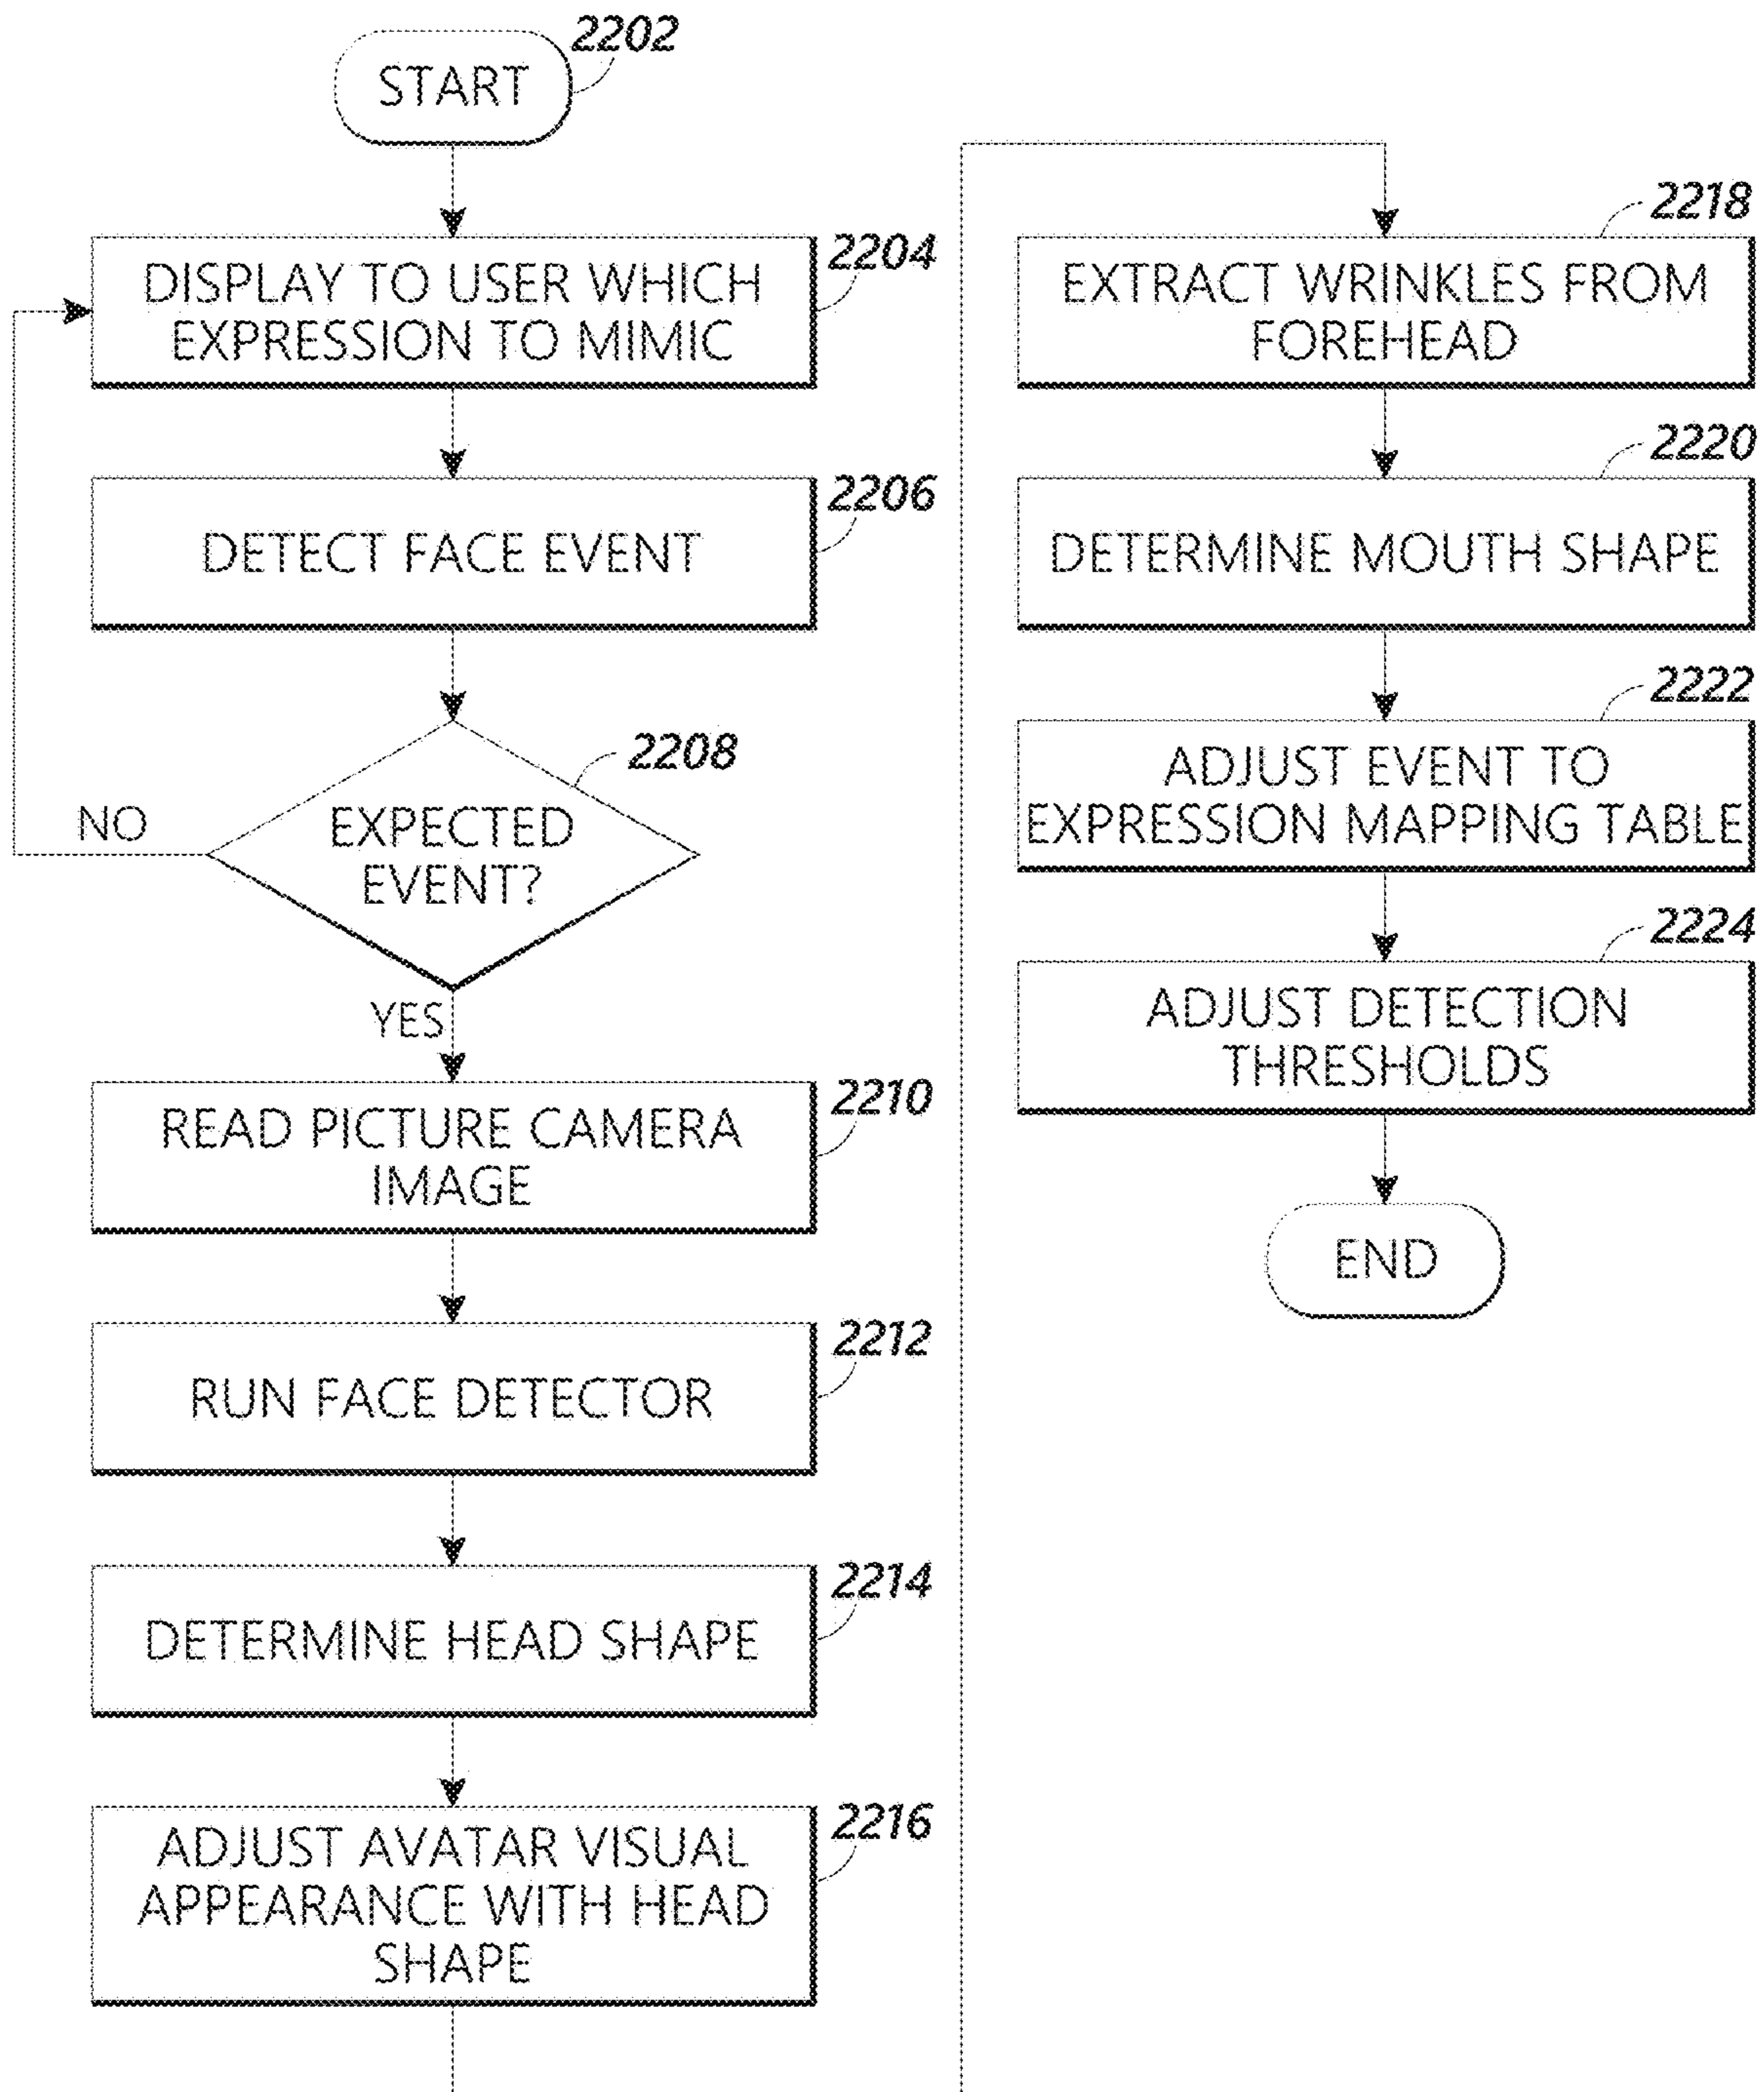 2202
START
2204
DISPLAY TO USER WHICH
EXPRESSION TO MIMIC
2206
DETECT FACE EVENT
2208
NO
EXPECTED
EVENT?
YES
2210
READ PICTURE CAMERA
IMAGE
2212
RUN FACE DETECTOR
2214
DETERMINE HEAD SHAPE
2216
ADJUST AVATAR VISUAL
APPEARANCE WITH HEAD
SHAPE
2218
EXTRACT WRINKLES FROM
FOREHEAD
2220
DETERMINE MOUTH SHAPE
2222
ADJUST EVENT TO
EXPRESSION MAPPING TABLE
2224
ADJUST DETECTION
THRESHOLDS
END